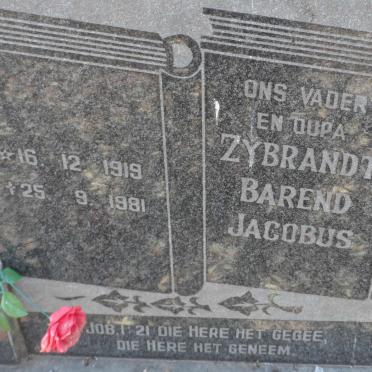 *16. 12. 1919
†25. 9. 1981
ONS VADER
EN OUPA
ZYBRANDT
BAREND
JACOBUS
JOB.1:21 DIE HERE HET GEGEE,
DIE HERE HET GENEEM.